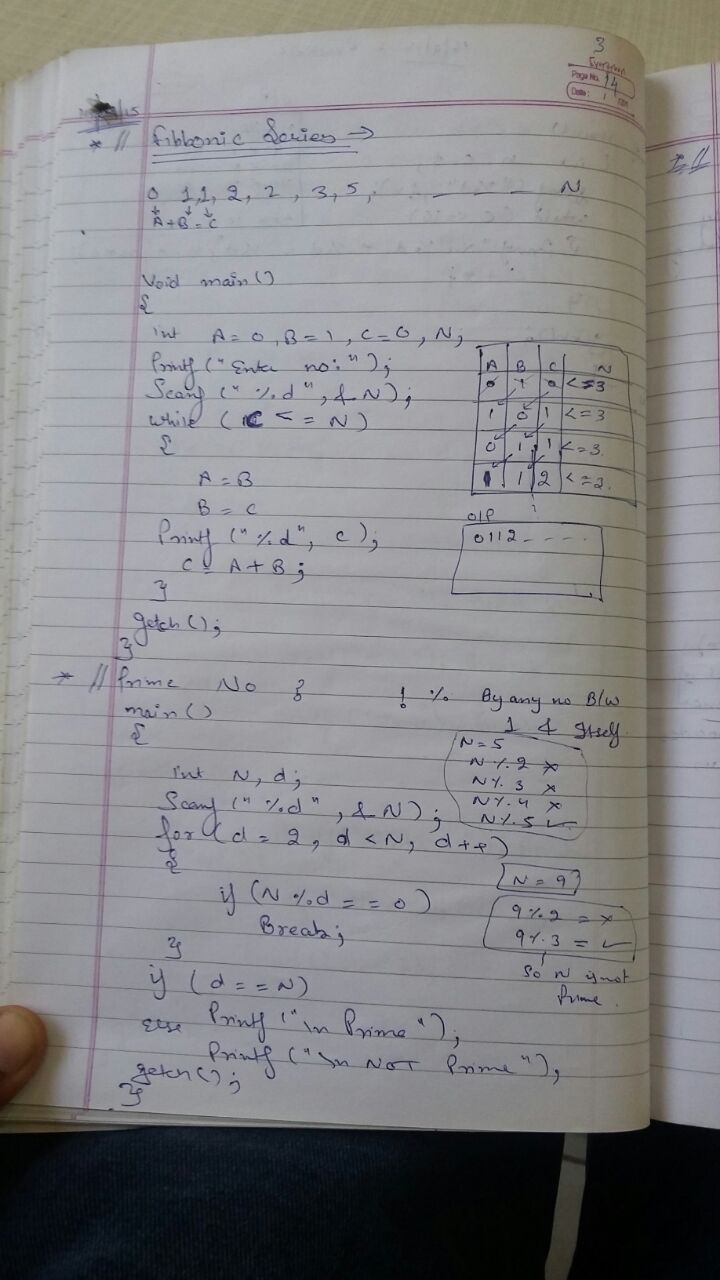 3
Page No. 14
Date: / /
* // Fibbonic Series →
0 1, 1, 2, 2, 3, 5, . — — — N
A+B=C
Void main()
{
int A=0, B=1, C=0, N;
Printf ("Enter no:");
Scanf ("%d", &N);
while (C <= N)
{
A = B
B = C
Printf ("%d", C);
C = A + B;
}
getch();
}
A B C N
0 1 0 <=3
1 0 1 <=3
0 1 1 <=3.
1 1 2 <=2.
O/P
0112 - - - -
* // Prime No }
! % By any no B/w
1 & Itself.
main()
{
int N, d;
Scanf ("%d", &N);
for (d = 2, d < N, d++)
{
if (N %d == 0)
Break;
}
if (d == N)
else Printf ("\n Prime");
Printf ("\n NOT Prime");
getch();
}
N=5
N%.2 ×
N%.3 ×
N%.4 ×
N%.5 ✓
N = 9
9%.2 = ×
9%.3 = ✓
So N is not
Prime.